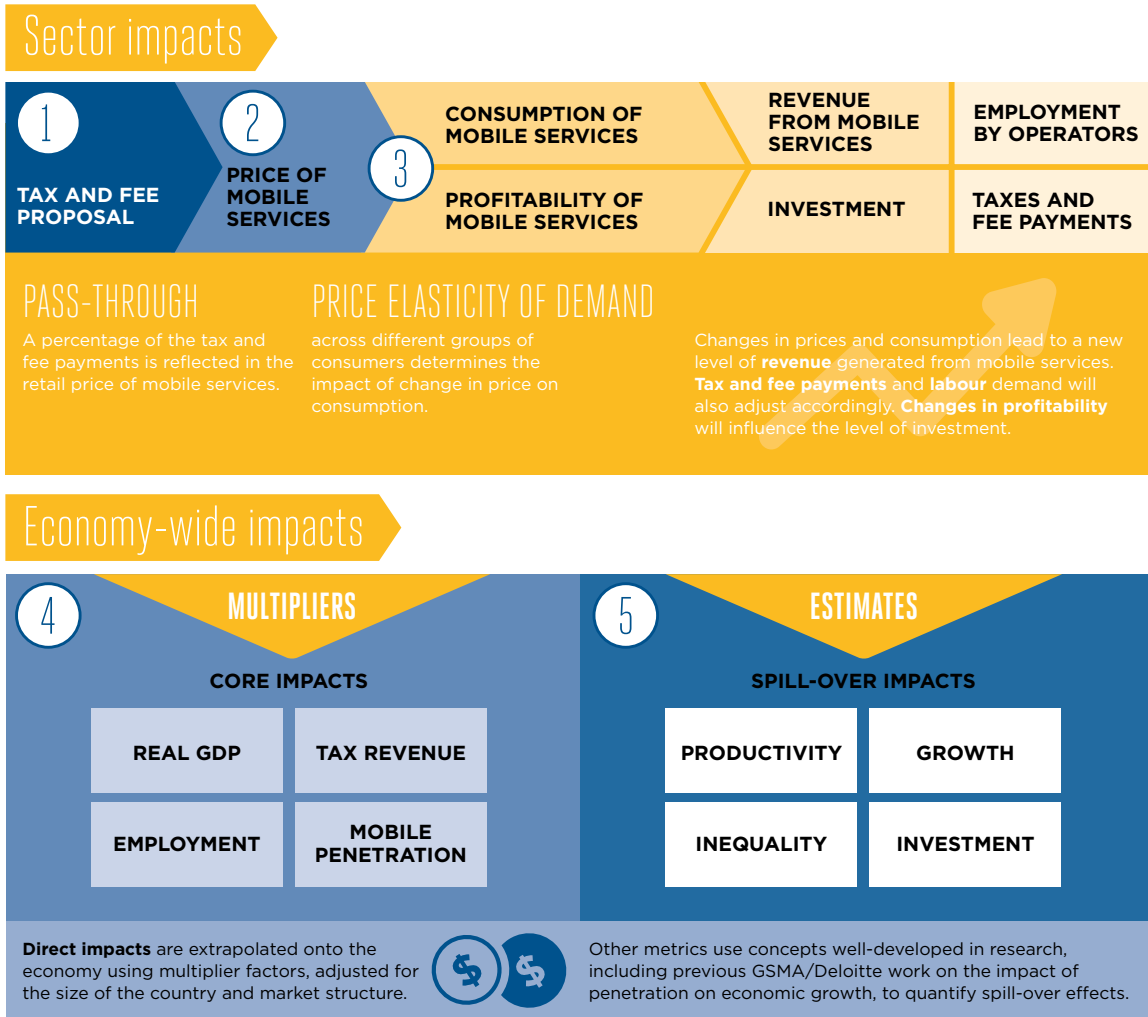 Sector impacts
1
TAX AND FEE
PROPOSAL
2
PRICE OF
MOBILE
SERVICES
3
CONSUMPTION OF
MOBILE SERVICES
PROFITABILITY OF
MOBILE SERVICES
REVENUE
FROM MOBILE
SERVICES
INVESTMENT
EMPLOYMENT
BY OPERATORS
TAXES AND
FEE PAYMENTS
PASS-THROUGH
A percentage of the tax and
fee payments is reflected in the
retail price of mobile services.
PRICE ELASTICITY OF DEMAND
across different groups of
consumers determines the
impact of change in price on
consumption.
Changes in prices and consumption lead to a new
level of revenue generated from mobile services.
Tax and fee payments and labour demand will
also adjust accordingly. Changes in profitability
will influence the level of investment.
Economy-wide impacts
4
MULTIPLIERS
CORE IMPACTS
REAL GDP
TAX REVENUE
EMPLOYMENT
MOBILE
PENETRATION
Direct impacts are extrapolated onto the
economy using multiplier factors, adjusted for
the size of the country and market structure.
$ $
5
ESTIMATES
SPILL-OVER IMPACTS
PRODUCTIVITY
GROWTH
INEQUALITY
INVESTMENT
Other metrics use concepts well-developed in research,
including previous GSMA/Deloitte work on the impact of
penetration on economic growth, to quantify spill-over effects.